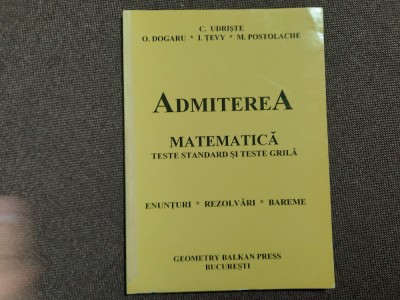 C. UDRIŞTE
O. DOGARU * I. ŢEVY * M. POSTOLACHE
ADMITEREA
MATEMATICĂ
TESTE STANDARD ŞI TESTE GRILĂ
ENUNŢURI * REZOLVĂRI * BAREME
GEOMETRY BALKAN PRESS
BUCUREŞTI